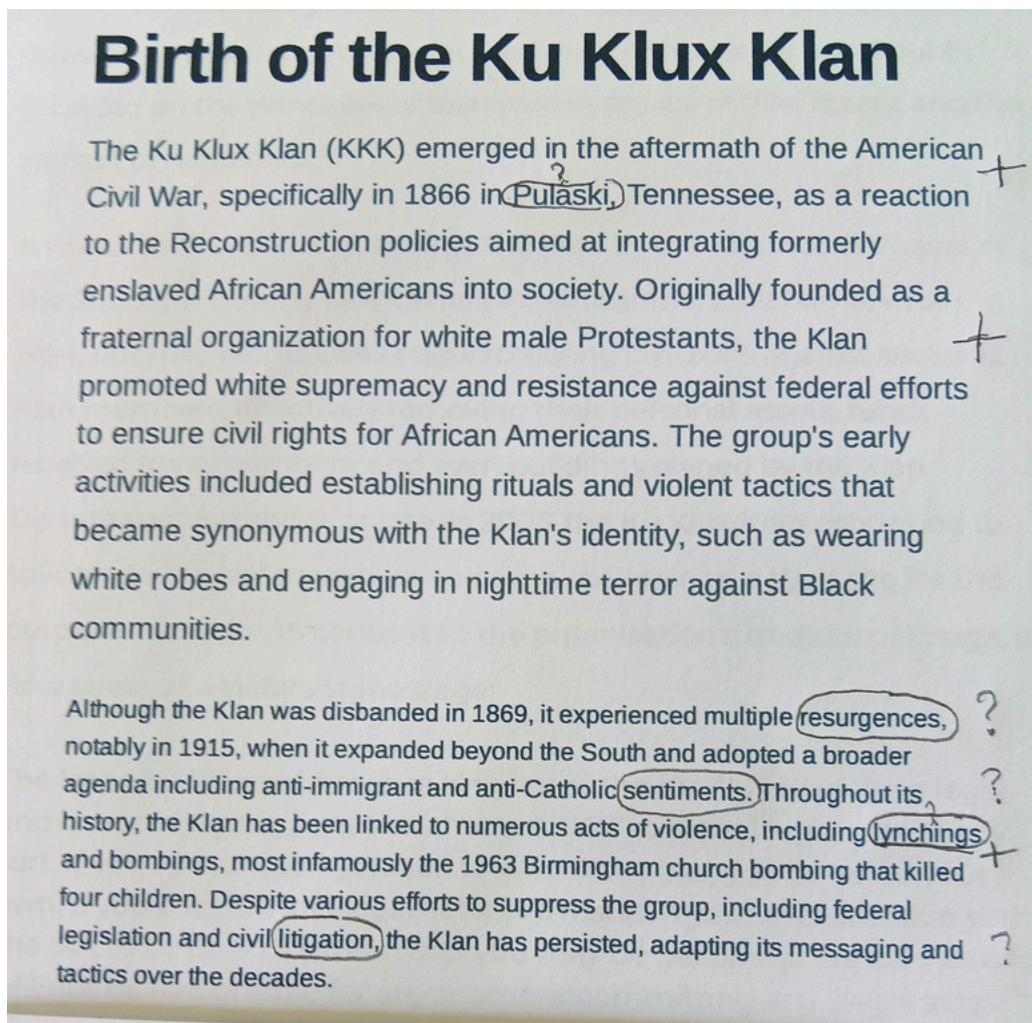 Birth of the Ku Klux Klan
The Ku Klux Klan (KKK) emerged in the aftermath of the American +
?
Civil War, specifically in 1866 in Pulaski, Tennessee, as a reaction
to the Reconstruction policies aimed at integrating formerly
enslaved African Americans into society. Originally founded as a
fraternal organization for white male Protestants, the Klan +
promoted white supremacy and resistance against federal efforts
to ensure civil rights for African Americans. The group's early
activities included establishing rituals and violent tactics that
became synonymous with the Klan's identity, such as wearing
white robes and engaging in nighttime terror against Black
communities.
Although the Klan was disbanded in 1869, it experienced multiple resurgences, ?
notably in 1915, when it expanded beyond the South and adopted a broader
agenda including anti-immigrant and anti-Catholic sentiments. Throughout its ?
?
history, the Klan has been linked to numerous acts of violence, including lynchings
and bombings, most infamously the 1963 Birmingham church bombing that killed +
four children. Despite various efforts to suppress the group, including federal
legislation and civil litigation, the Klan has persisted, adapting its messaging and ?
tactics over the decades.